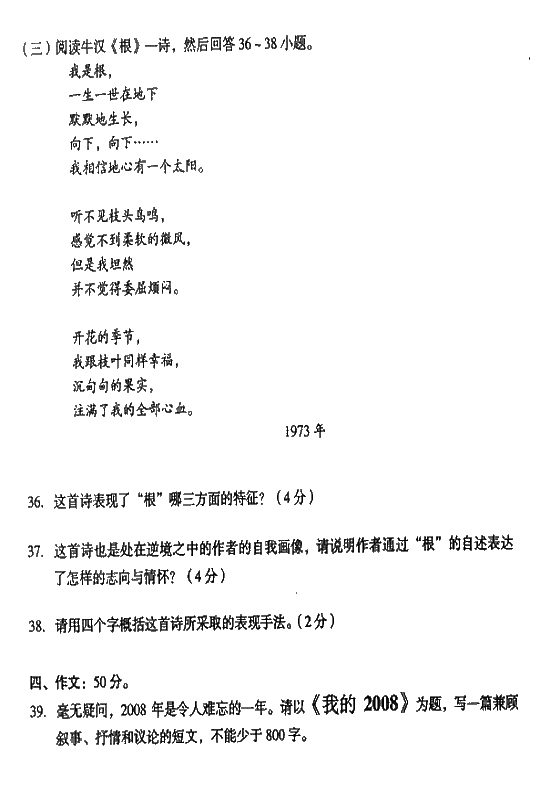 (三)阅读牛汉《根》一诗，然后回答36~38小题。
我是根，
一生一世在地下
默默地生长，
向下，向下……
我相信地心有一个太阳。
听不见枝头鸟鸣，
感觉不到柔软的微风，
但是我坦然
并不觉得委屈烦闷。
开花的季节，
我跟枝叶同样幸福，
沉甸甸的果实，
注满了我的全部心血。
1973年
36. 这首诗表现了“根”哪三方面的特征？(4分)
37. 这首诗也是处在逆境之中的作者的自我画像，请说明作者通过“根”的自述表达
了怎样的志向与情怀？(4分)
38. 请用四个字概括这首诗所采取的表现手法。(2分)
四、作文：50分。
39. 毫无疑问，2008年是令人难忘的一年。请以《我的2008》为题，写一篇兼顾
叙事、抒情和议论的短文，不能少于800字。